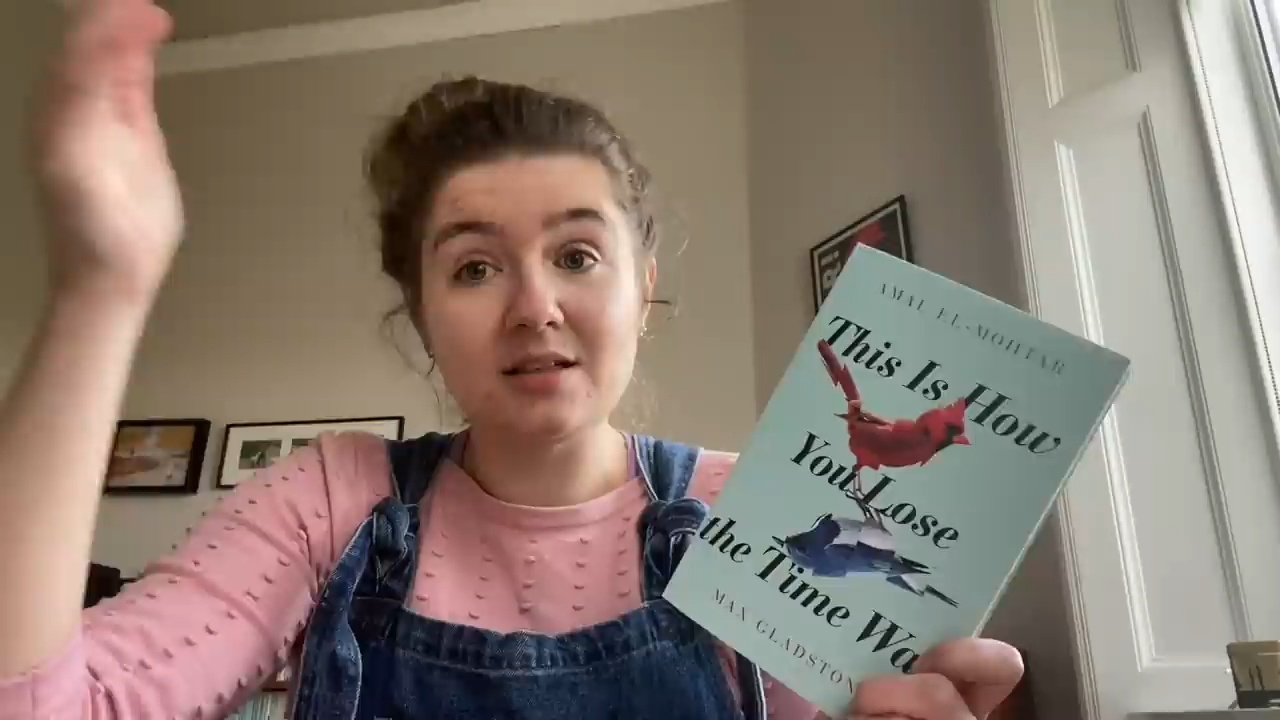 AMAL EL-MOHTAR
This Is How
You Lose
the Time Wa
MAX GLADSTON